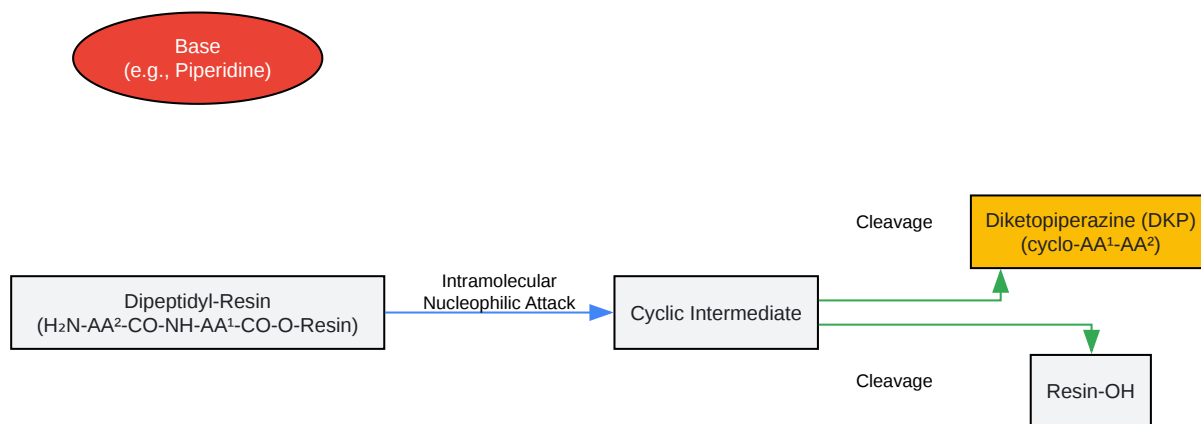 Base
(e.g., Piperidine)
Cleavage
Diketopiperazine (DKP)
(cyclo-AA¹-AA²)
Dipeptidyl-Resin
(H₂N-AA²-CO-NH-AA¹-CO-O-Resin)
Intramolecular
Nucleophilic Attack
Cyclic Intermediate
Cleavage
Resin-OH